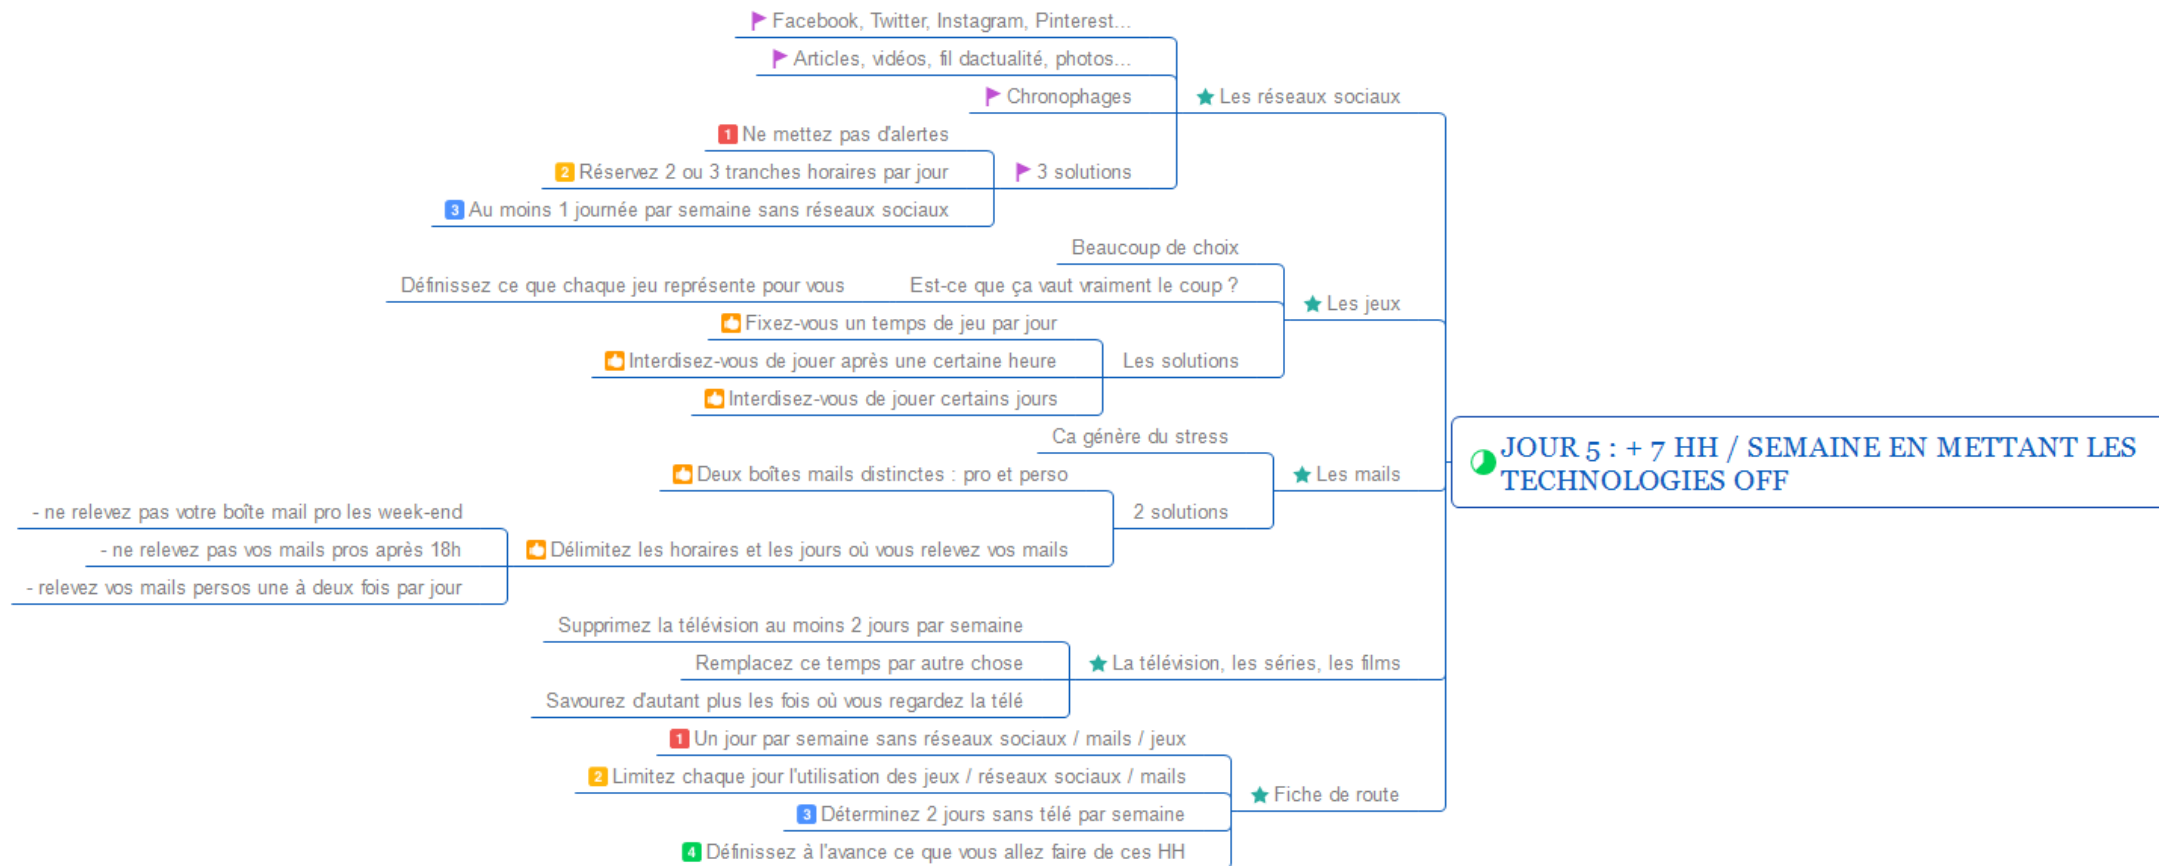 Facebook, Twitter, Instagram, Pinterest...
Articles, vidéos, fil dactualité, photos...
Chronophages
Les réseaux sociaux
1 Ne mettez pas d'alertes
2 Réservez 2 ou 3 tranches horaires par jour
3 solutions
3 Au moins 1 journée par semaine sans réseaux sociaux
Beaucoup de choix
Définissez ce que chaque jeu représente pour vous
Est-ce que ça vaut vraiment le coup ?
Les jeux
Fixez-vous un temps de jeu par jour
Interdisez-vous de jouer après une certaine heure
Les solutions
Interdisez-vous de jouer certains jours
Ca génère du stress
Deux boîtes mails distinctes : pro et perso
Les mails
2 solutions
- ne relevez pas votre boîte mail pro les week-end
- ne relevez pas vos mails pros après 18h
Délimitez les horaires et les jours où vous relevez vos mails
- relevez vos mails persos une à deux fois par jour
JOUR 5 : + 7 HH / SEMAINE EN METTANT LES
TECHNOLOGIES OFF
Supprimez la télévision au moins 2 jours par semaine
Remplacez ce temps par autre chose
La télévision, les séries, les films
Savourez d'autant plus les fois où vous regardez la télé
1 Un jour par semaine sans réseaux sociaux / mails / jeux
2 Limitez chaque jour l'utilisation des jeux / réseaux sociaux / mails
Fiche de route
3 Déterminez 2 jours sans télé par semaine
4 Définissez à l'avance ce que vous allez faire de ces HH